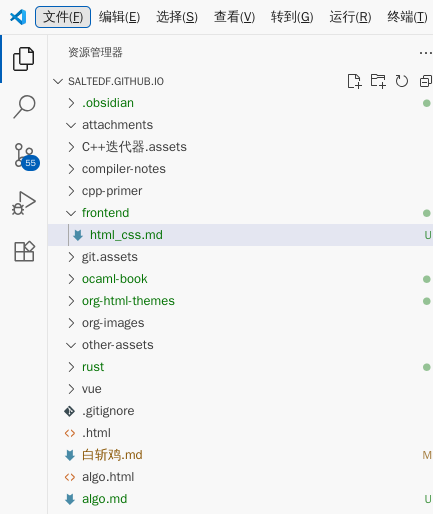 文件(F) 编辑(E) 选择(S) 查看(V) 转到(G) 运行(R) 终端(T)
资源管理器
SALTEDF.GITHUB.IO
.obsidian
attachments
C++迭代器.assets
55
compiler-notes
cpp-primer
frontend
html_css.md U
git.assets
ocaml-book
org-html-themes
org-images
other-assets
rust
vue
.gitignore
.html
白斩鸡.md M
algo.html
algo.md U